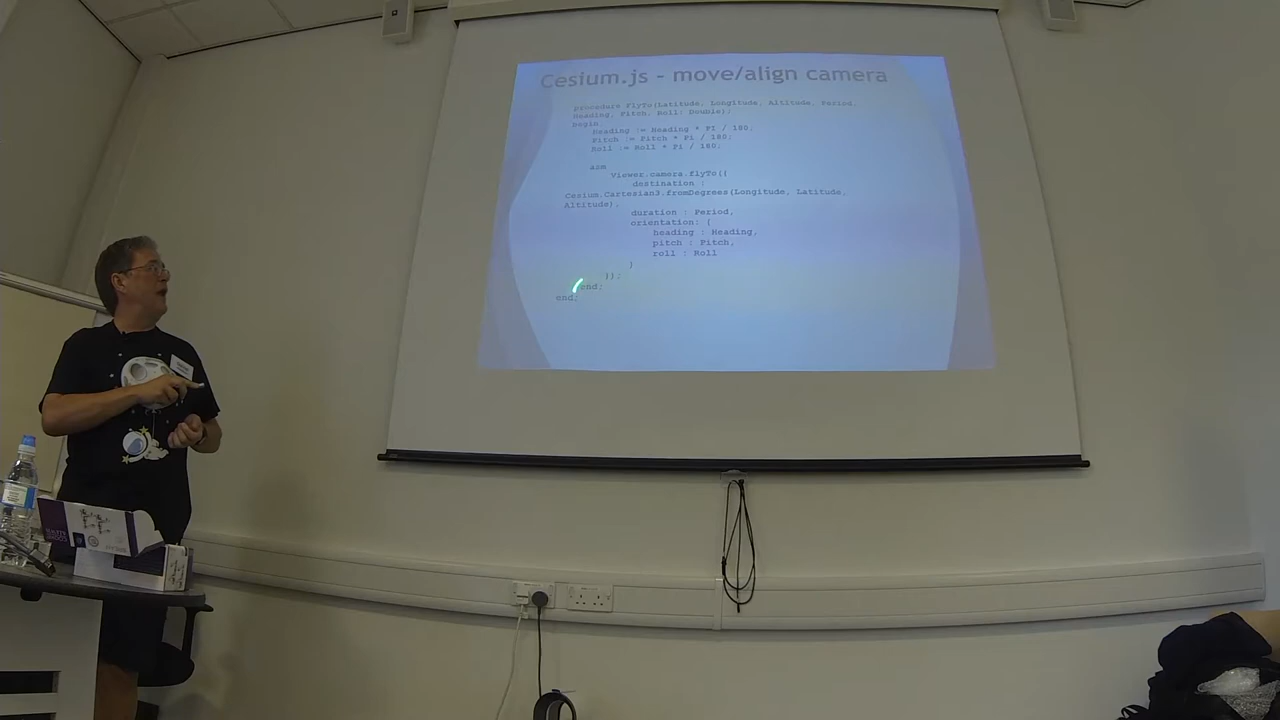 Cesium.js - move/align camera
procedure FlyTo(Latitude, Longitude, Altitude, Period,
Heading, Pitch, Roll: Double);
begin
Heading := Heading * Pi / 180;
Pitch := Pitch * Pi / 180;
Roll := Roll * Pi / 180;
asm
Viewer.camera.flyTo({
destination :
Cesium.Cartesian3.fromDegrees(Longitude, Latitude,
Altitude),
duration : Period,
orientation: {
heading : Heading,
pitch : Pitch,
roll : Roll
}
});
end;
end;